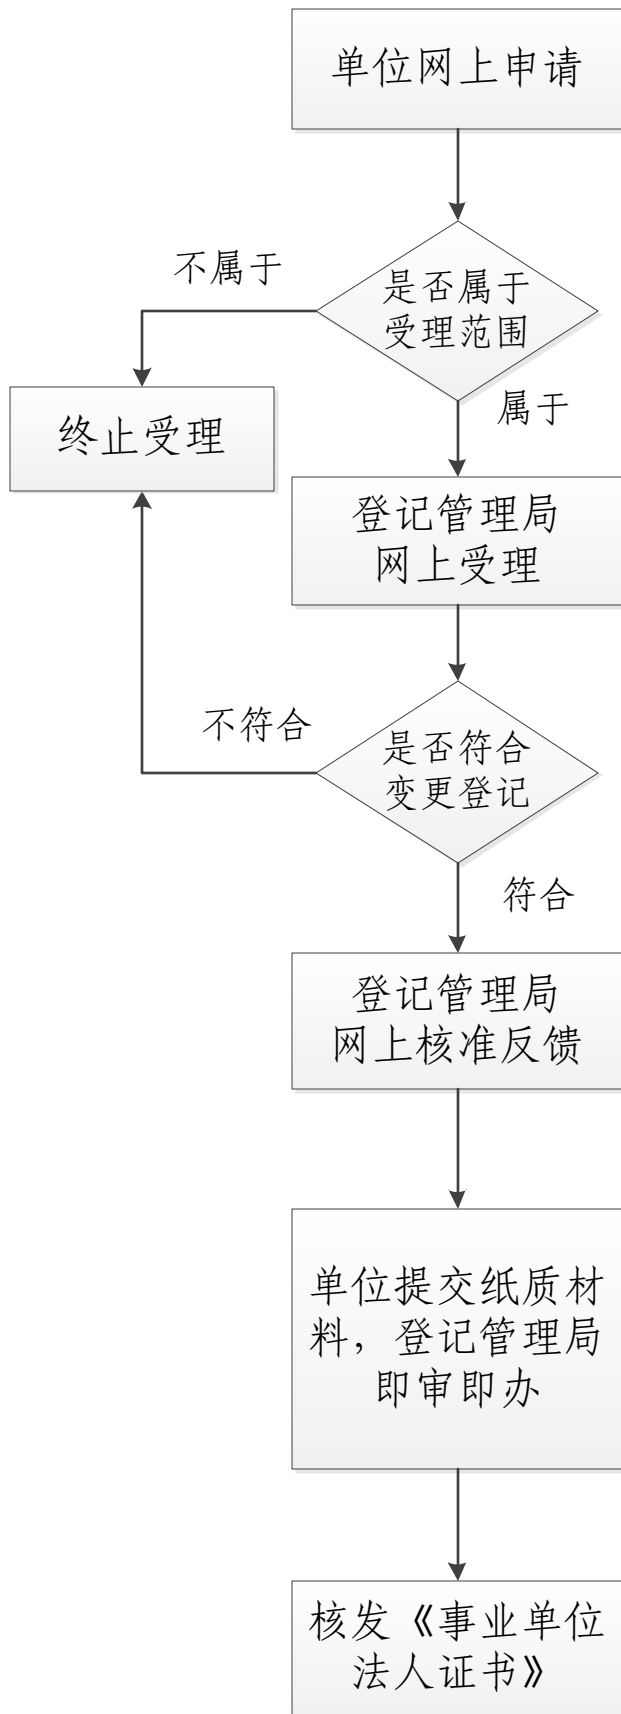 单位网上申请
不属于
是否属于
受理范围
属于
终止受理
登记管理局
网上受理
不符合
是否符合
变更登记
符合
登记管理局
网上核准反馈
单位提交纸质材
料，登记管理局
即审即办
核发《事业单位
法人证书》